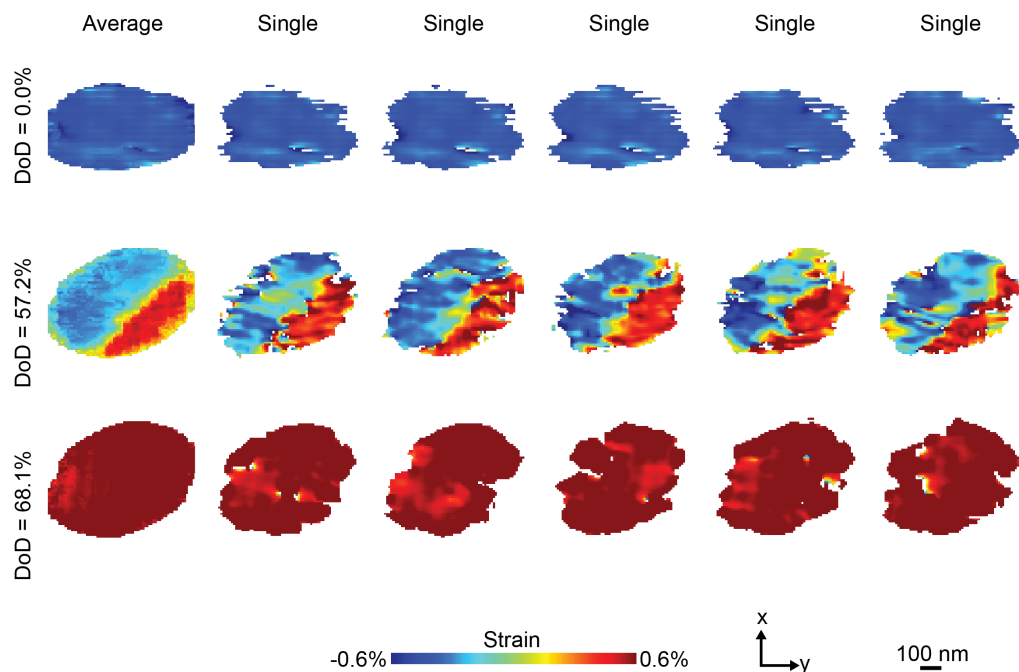 Average Single Single Single Single Single
DoD = 0.0%
DoD = 57.2%
DoD = 68.1%
Strain
-0.6% 0.6%
x
y
100 nm